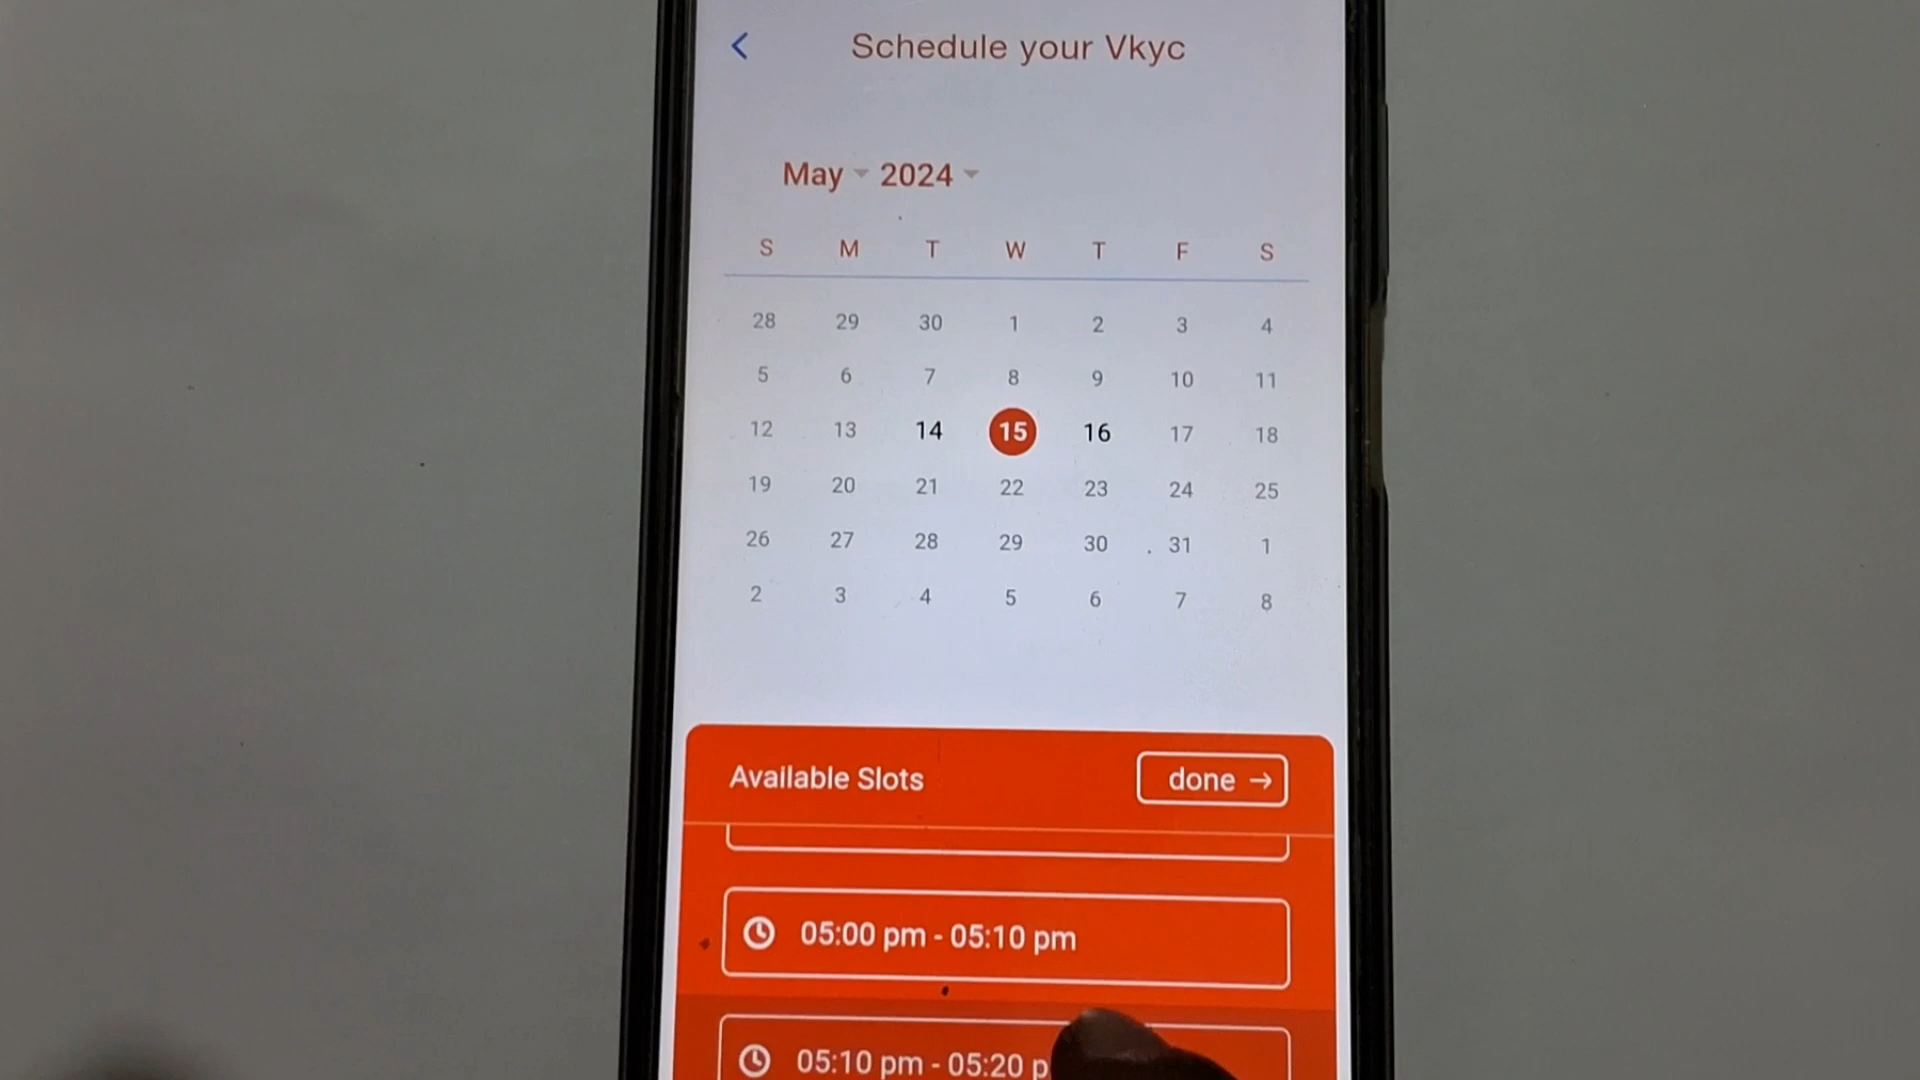 Schedule your Vkyc
May 2024
S M T W T F S
28 29 30 1 2 3 4
5 6 7 8 9 10 11
12 13 14 15 16 17 18
19 20 21 22 23 24 25
26 27 28 29 30 31 1
2 3 4 5 6 7 8
Available Slots done →
05:00 pm - 05:10 pm
05:10 pm - 05:20 p